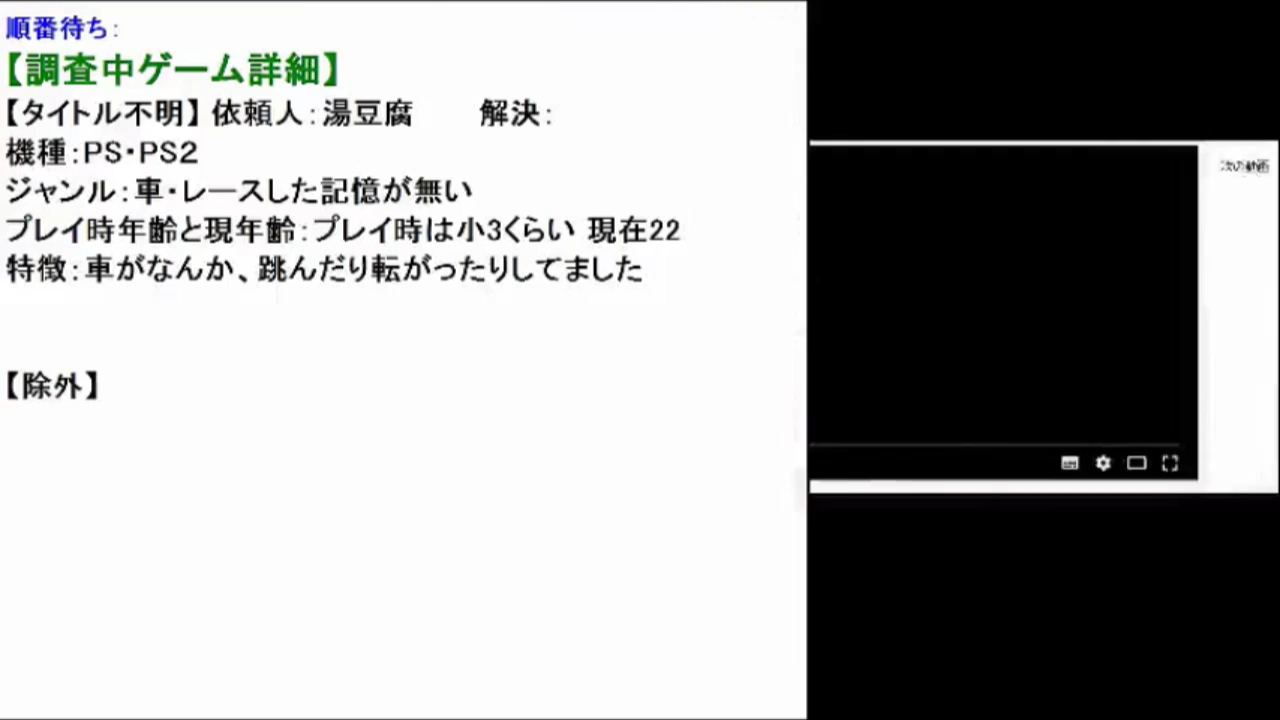 順番待ち:
【調査中ゲーム詳細】
【タイトル不明】 依頼人:湯豆腐 解決:
機種:PS・PS2
ジャンル:車・レースした記憶が無い
プレイ時年齢と現年齢:プレイ時は小3くらい 現在22
特徴:車がなんか、跳んだり転がったりしてました
【除外】
次の動画